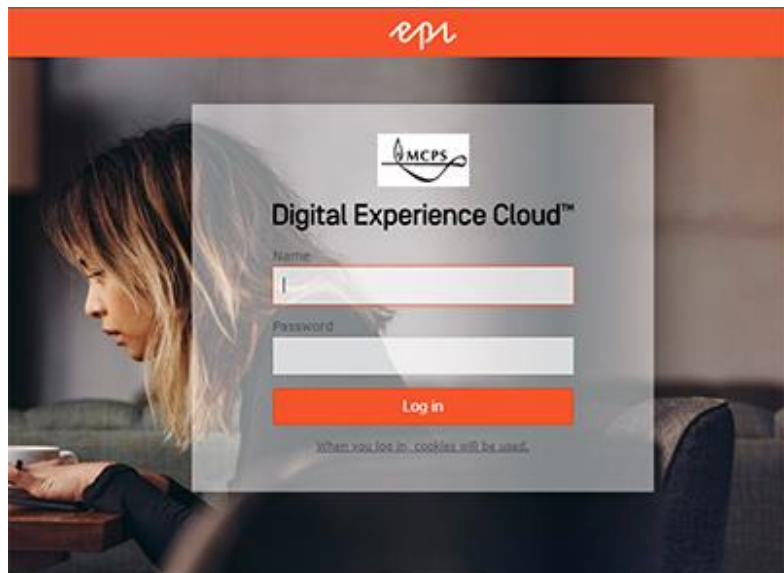 epi
MCPS
Digital Experience Cloud™
Name
Password
Log in
When you log in, cookies will be used.